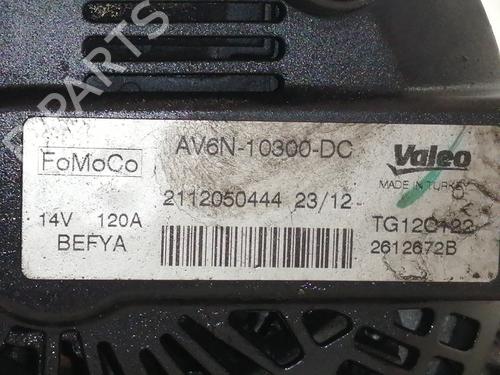 PARTS
AV6N-10300-DC
FoMoCo
Valeo
MADE IN TURKEY
2112050444 23/12
14V 120A
TG12C122
BEFYA
2612672B